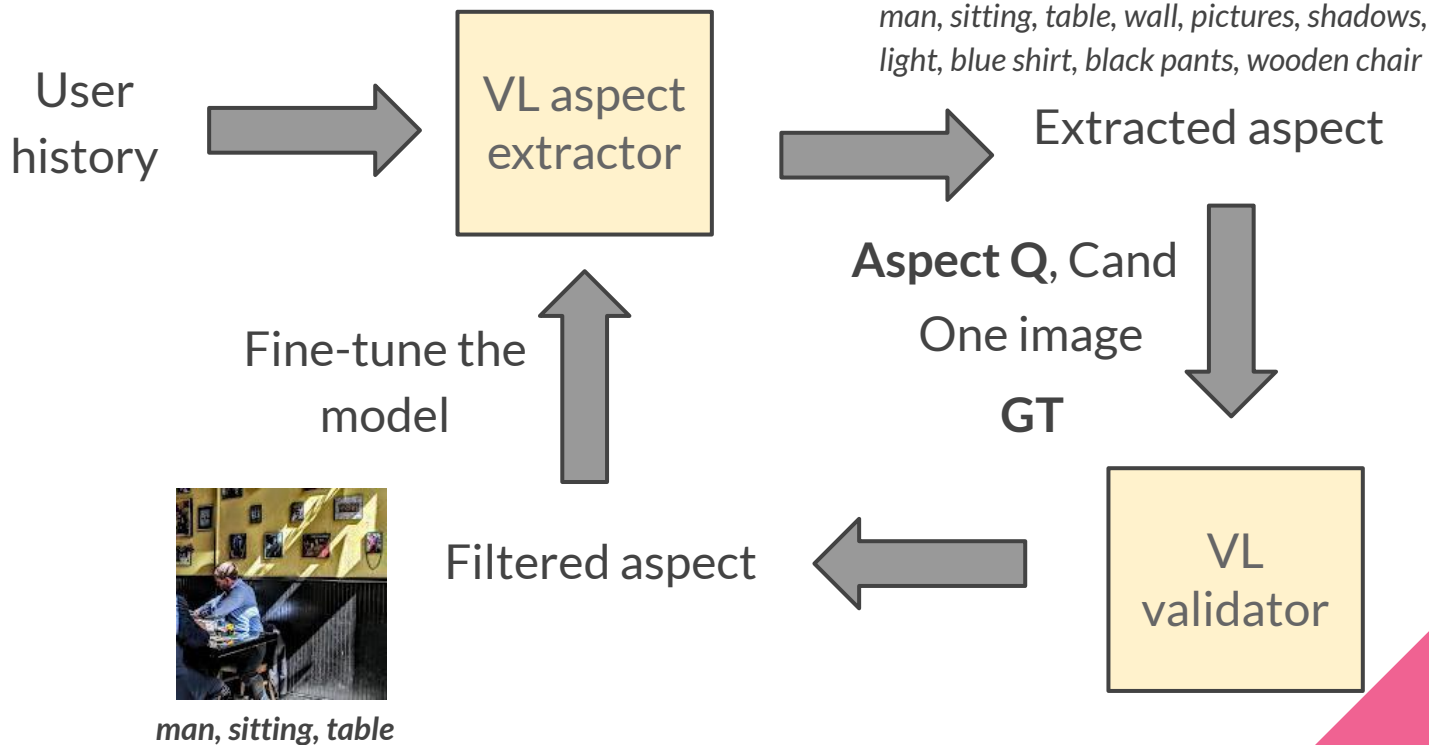 man, sitting, table, wall, pictures, shadows,
light, blue shirt, black pants, wooden chair
User
history
VL aspect
extractor
Extracted aspect
Aspect Q, Cand
One image
GT
Fine-tune the
model
Filtered aspect
VL
validator
man, sitting, table